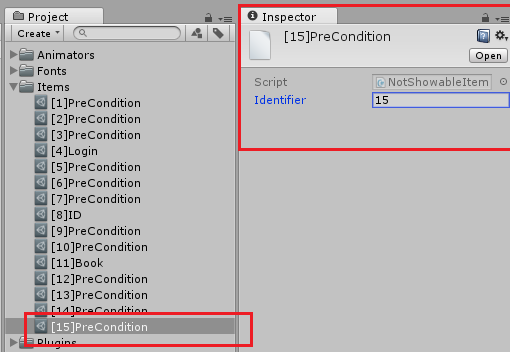 Project
Create
Animators
Fonts
Items
[1]PreCondition
[2]PreCondition
[3]PreCondition
[4]Login
[5]PreCondition
[6]PreCondition
[7]PreCondition
[8]ID
[9]PreCondition
[10]PreCondition
[11]Book
[12]PreCondition
[13]PreCondition
[14]PreCondition
[15]PreCondition
Plugins
Inspector
[15]PreCondition
Open
Script NotShowableItem
Identifier 15